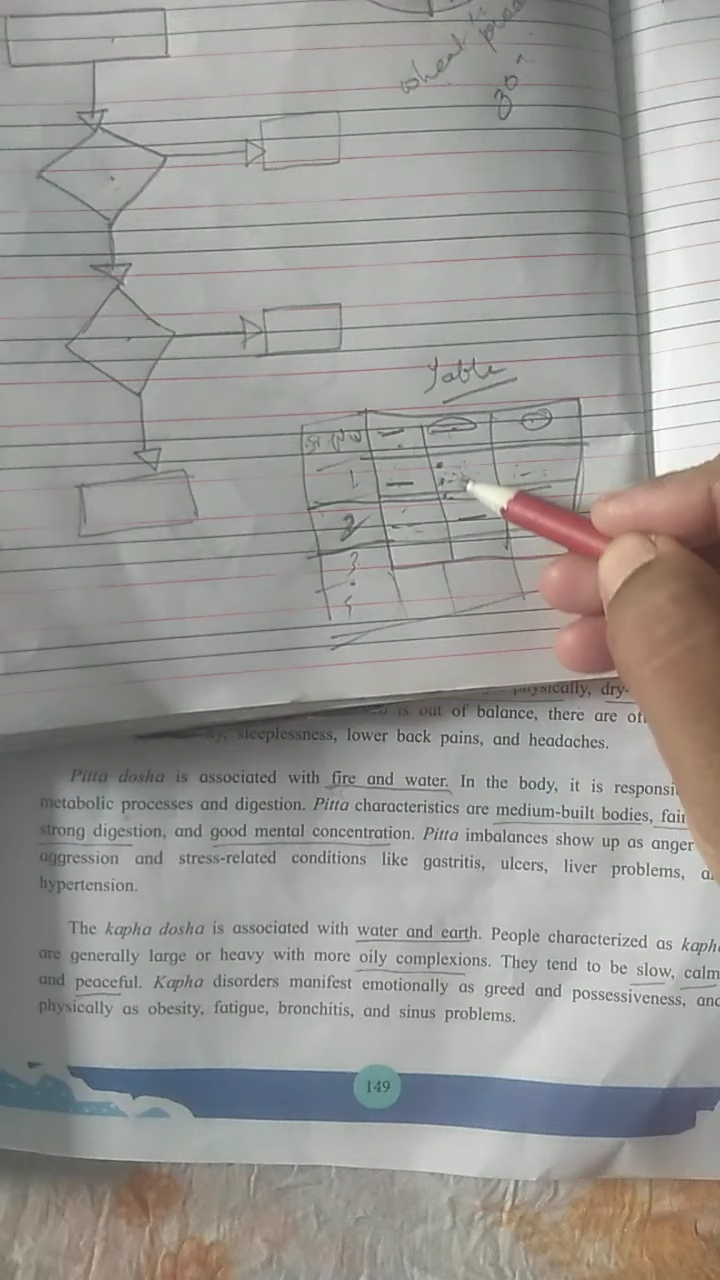 wheat
30
Table
1
2
3
physically, dry-
is out of balance, there are
sleeplessness, lower back pains, and headaches.
Pitta dosha is associated with fire and water. In the body, it is
metabolic processes and digestion. Pitta characteristics are medium-built bodies, fair
strong digestion, and good mental concentration. Pitta imbalances show up as anger
aggression and stress-related conditions like gastritis, ulcers, liver problems,
hypertension.
The kapha dosha is associated with water and earth. People characterized as
are generally large or heavy with more oily complexions. They tend to be slow, calm
and peaceful. Kapha disorders manifest emotionally as greed and possessiveness, and
physically as obesity, fatigue, bronchitis, and sinus problems.
149